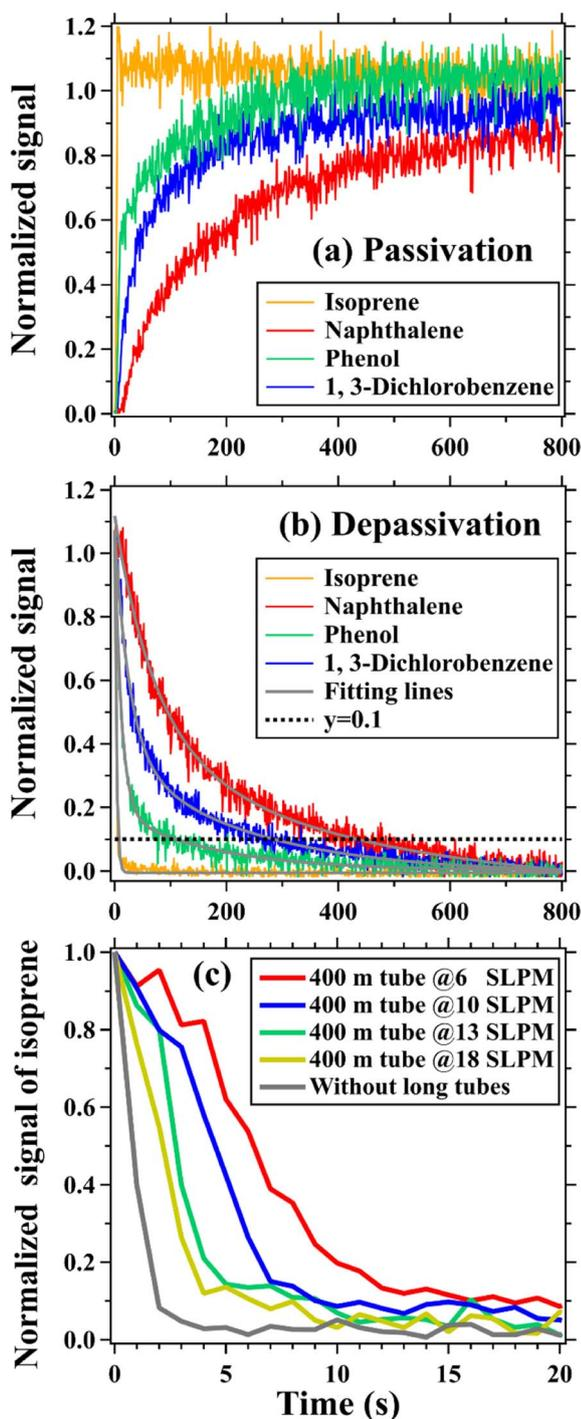 1.2
1.0
0.8
0.6
0.4
0.2
0.0
Normalized signal
(a) Passivation
Isoprene
Naphthalene
Phenol
1, 3-Dichlorobenzene
0 200 400 600 800
1.2
1.0
0.8
0.6
0.4
0.2
0.0
Normalized signal
(b) Depassivation
Isoprene
Naphthalene
Phenol
1, 3-Dichlorobenzene
Fitting lines
y=0.1
0 200 400 600 800
1.0
0.8
0.6
0.4
0.2
0.0
Normalized signal of isoprene
(c)
400 m tube @6 SLPM
400 m tube @10 SLPM
400 m tube @13 SLPM
400 m tube @18 SLPM
Without long tubes
0 5 10 15 20
Time (s)